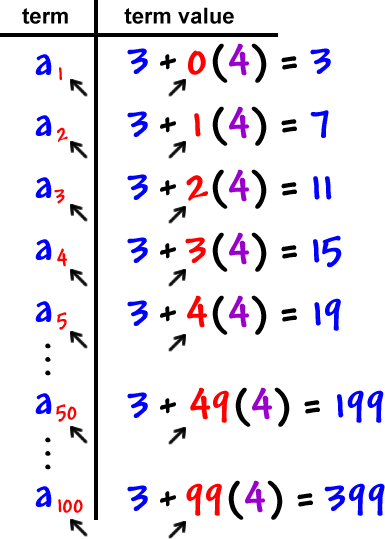 term term value
a₁ 3 + 0(4) = 3
a₂ 3 + 1(4) = 7
a₃ 3 + 2(4) = 11
a₄ 3 + 3(4) = 15
a₅ 3 + 4(4) = 19
⋮
a₅₀ 3 + 49(4) = 199
⋮
a₁₀₀ 3 + 99(4) = 399